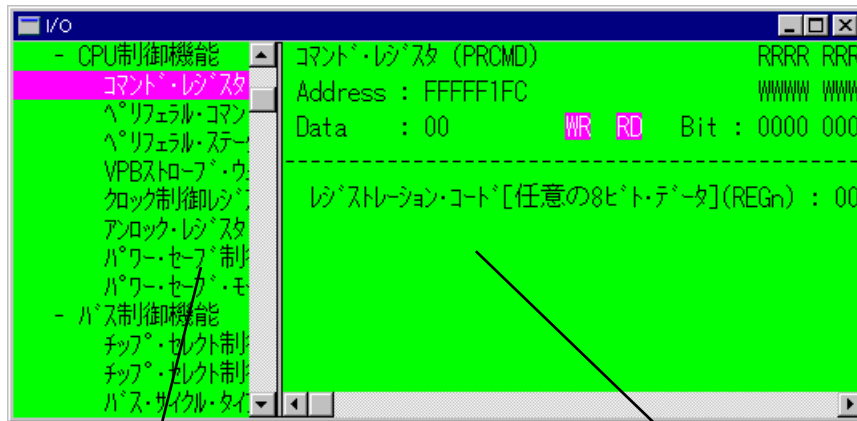 I/O
- CPU制御機能
ｺﾏﾝﾄﾞ･ﾚｼﾞｽﾀ
ﾍﾟﾘﾌｪﾗﾙ･ｺﾏﾝ
ﾍﾟﾘﾌｪﾗﾙ･ｽﾃｰ
VPBｽﾄﾛｰﾌﾞ･ｳ
ｸﾛｯｸ制御ﾚｼﾞ
ｱﾝﾛｯｸ･ﾚｼﾞｽﾀ
ﾊﾟﾜｰ･ｾｰﾌﾞ制
ﾊﾟﾜｰ･ｾｰﾌﾞ･ﾓ
- ﾊﾞｽ制御機能
ﾁｯﾌﾟ･ｾﾚｸﾄ制
ﾁｯﾌﾟ･ｾﾚｸﾄ制
ﾊﾞｽ･ｻｲｸﾙ･ﾀｲ
ｺﾏﾝﾄﾞ･ﾚｼﾞｽﾀ (PRCMD) RRRR RRR
Address : FFFFF1FC WWWW WWW
Data : 00 WR RD Bit : 0000 000
ﾚｼﾞｽﾄﾚｰｼｮﾝ･ｺｰﾄﾞ[任意の8ﾋﾞｯﾄ･ﾃﾞｰﾀ](REGn) : 00